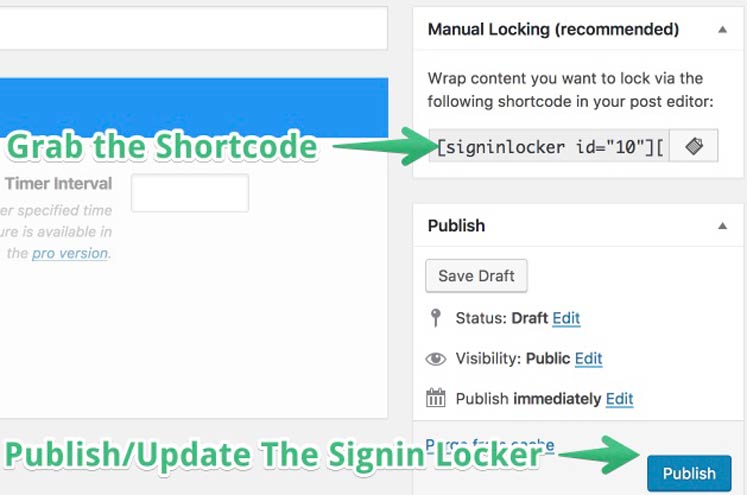 Manual Locking (recommended)
Wrap content you want to lock via the
following shortcode in your post editor:
Grab the Shortcode
[signinlocker id="10"][
Timer Interval
er specified time
ure is available in
the pro version.
Publish
Save Draft
Status: Draft Edit
Visibility: Public Edit
Publish immediately Edit
Purge from cache
Publish/Update The Signin Locker
Publish